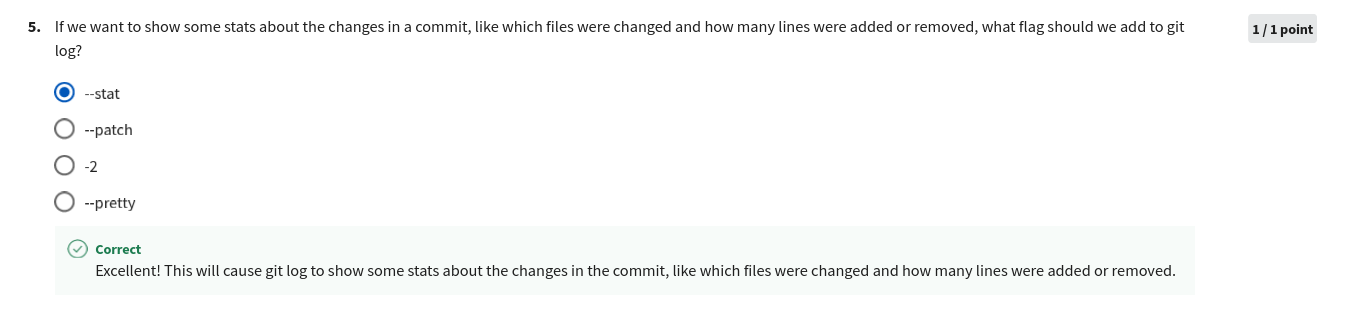 5. If we want to show some stats about the changes in a commit, like which files were changed and how many lines were added or removed, what flag should we add to git
log?
1 / 1 point
--stat
--patch
-2
--pretty
Correct
Excellent! This will cause git log to show some stats about the changes in the commit, like which files were changed and how many lines were added or removed.